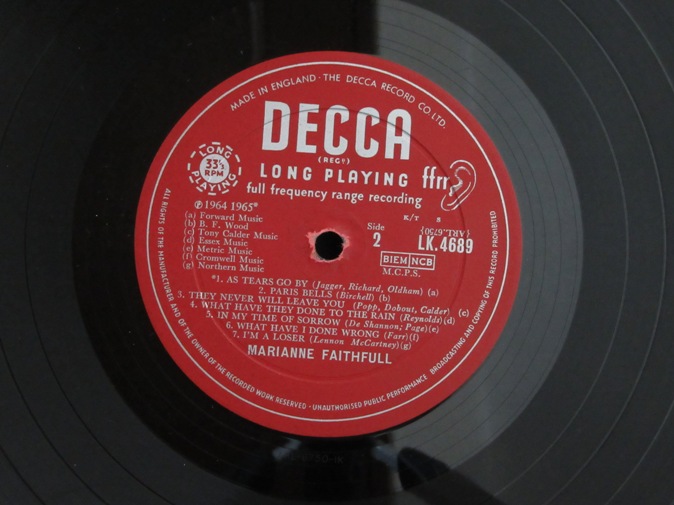 MADE IN ENGLAND · THE DECCA RECORD CO. LTD.
DECCA
(REGD)
LONG PLAYING ffrr
full frequency range recording
LONG PLAYING
33⅓ RPM
℗ 1964 1965*
(a) Forward Music
(b) B. F. Wood
(c) Tony Calder Music
(d) Essex Music
(e) Metric Music
(f) Cromwell Music
(g) Northern Music
K/T s
Side
2
{ARL.6750}
LK.4689
BIEM NCB
M.C.P.S.
*1. AS TEARS GO BY (Jagger, Richard, Oldham) (a)
2. PARIS BELLS (Birchell) (b)
3. THEY NEVER WILL LEAVE YOU (Popp, Dobout, Calder) (c)
4. WHAT HAVE THEY DONE TO THE RAIN (Reynolds)(d)
5. IN MY TIME OF SORROW (De Shannon; Page)(e)
6. WHAT HAVE I DONE WRONG (Farr)(f)
7. I'M A LOSER (Lennon McCartney)(g)
MARIANNE FAITHFULL
ALL RIGHTS OF THE MANUFACTURER AND OF THE OWNER OF THE RECORDED WORK RESERVED · UNAUTHORISED PUBLIC PERFORMANCE BROADCASTING AND COPYING OF THIS RECORD PROHIBITED